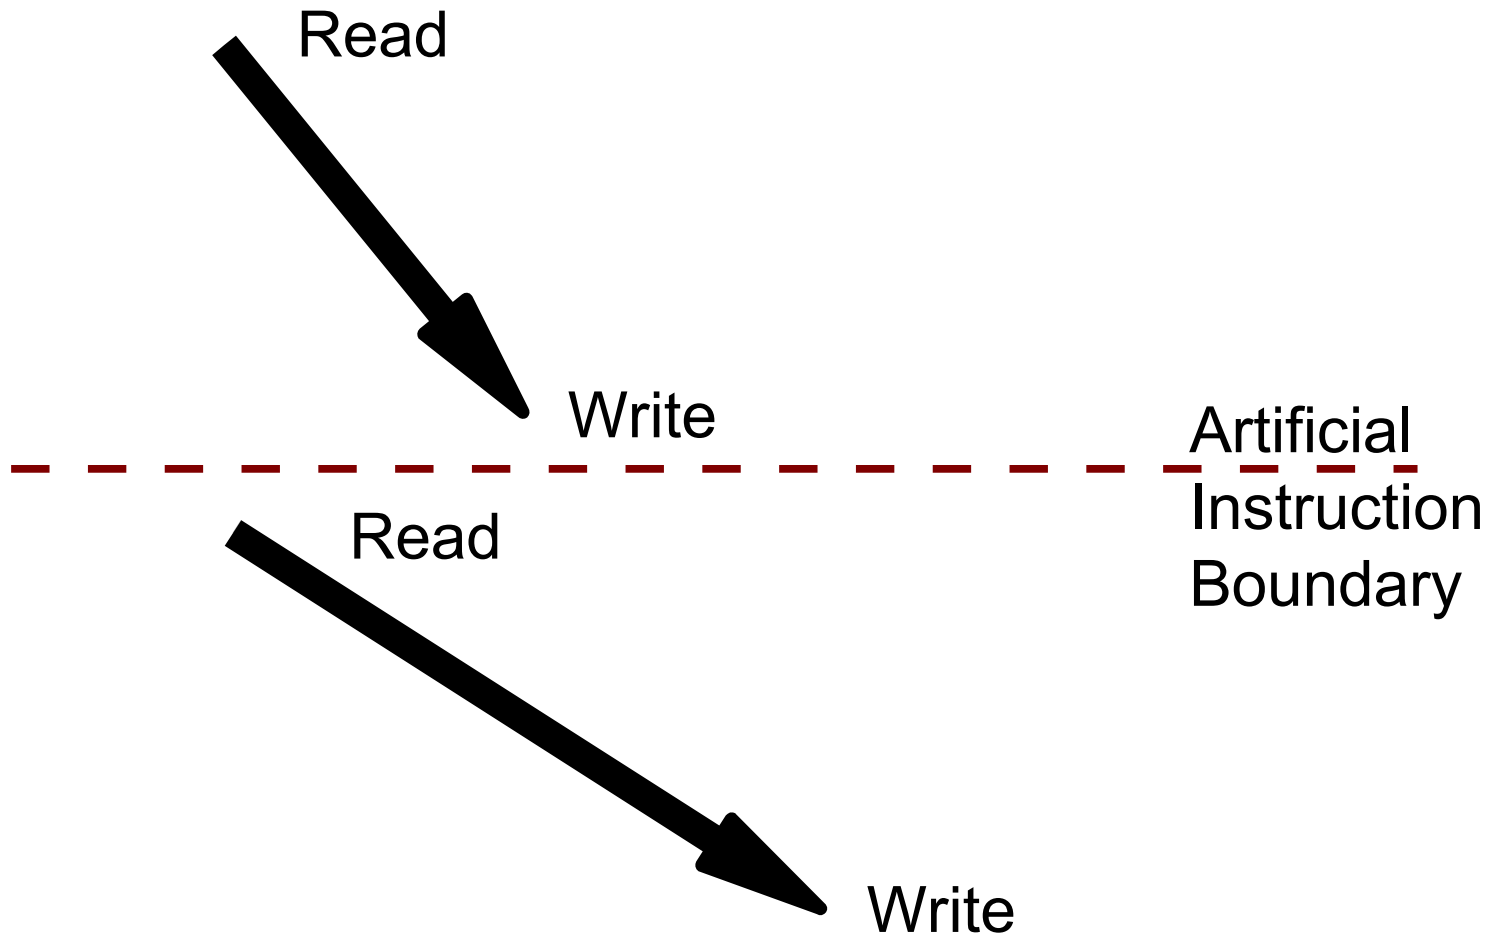 Read
Write
Artificial
Instruction
Boundary
Read
Write